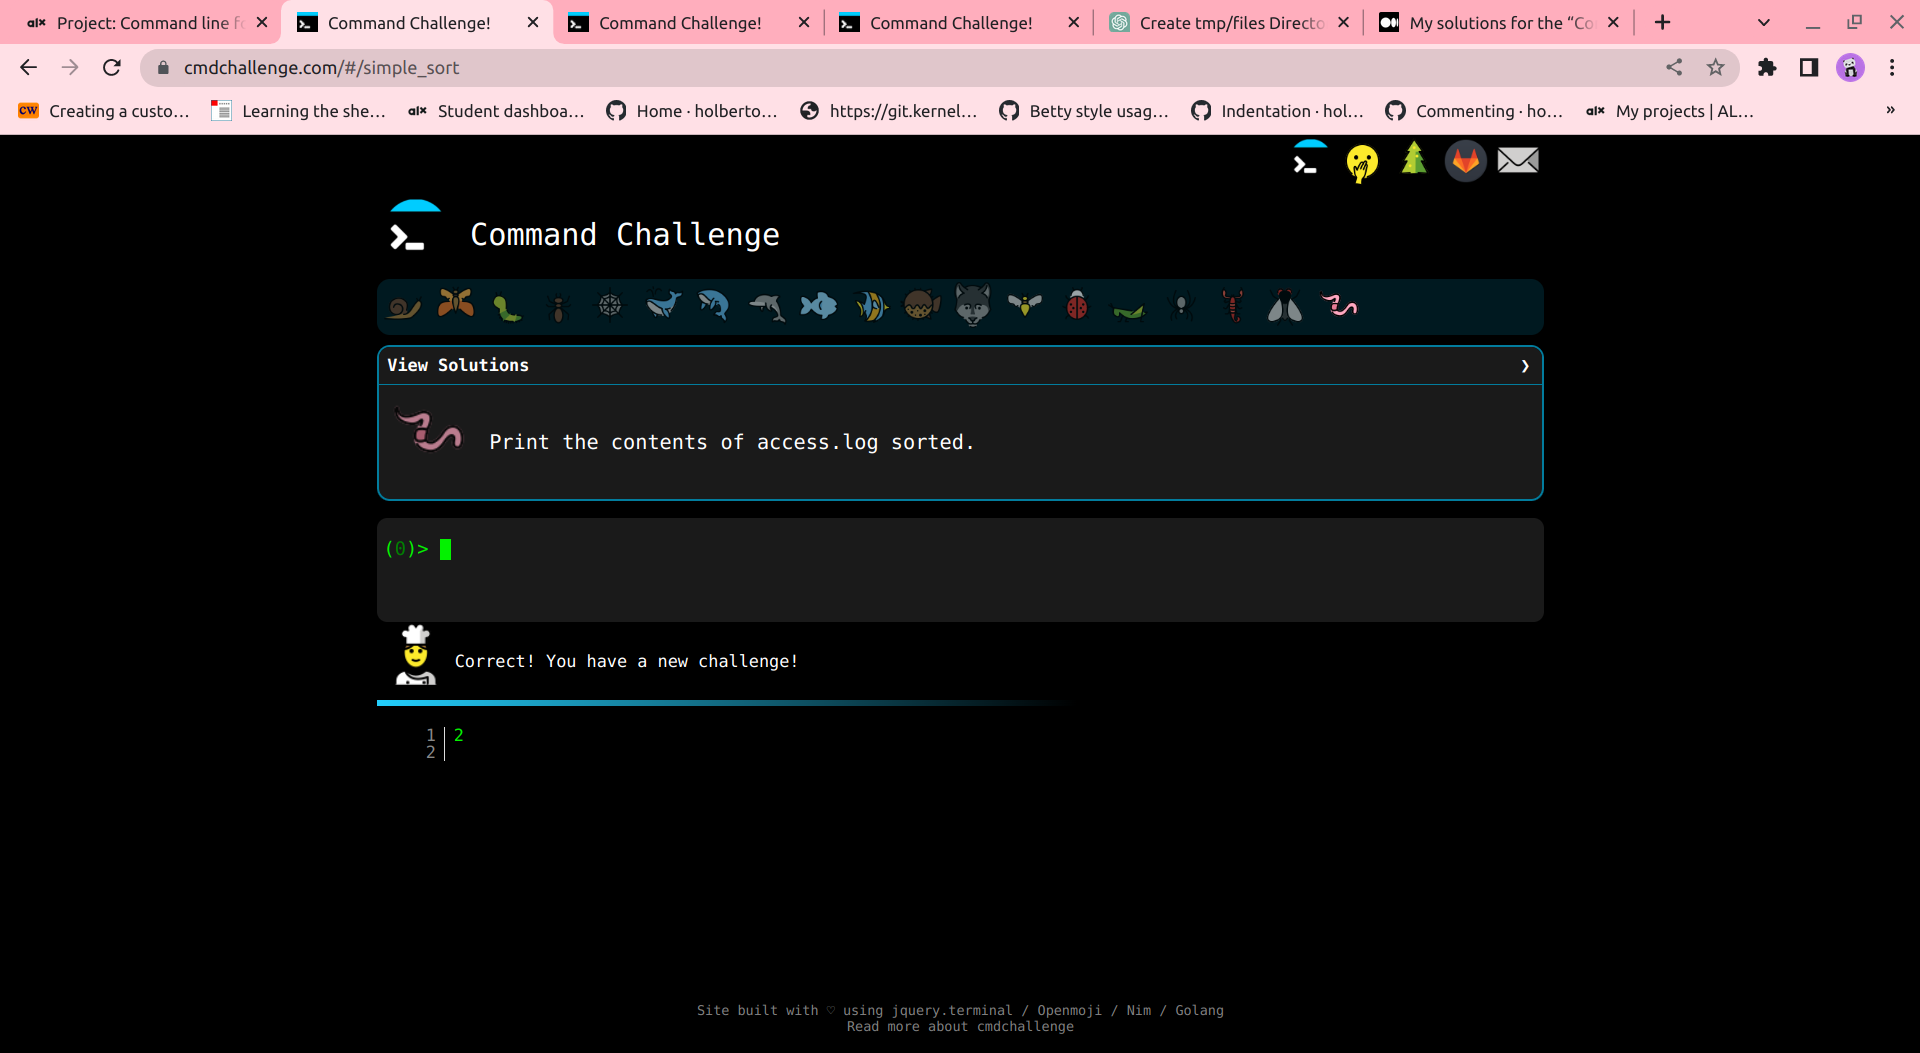 alx Project: Command line fo
Command Challenge!
Command Challenge!
Command Challenge!
Create tmp/files Directo
My solutions for the “Co
cmdchallenge.com/#/simple_sort
CW Creating a custo…
Learning the she…
alx Student dashboa…
Home · holberto…
https://git.kernel…
Betty style usag…
Indentation · hol…
Commenting · ho…
alx My projects | AL…
»
Command Challenge
View Solutions ❯
Print the contents of access.log sorted.
(0)>
Correct! You have a new challenge!
1 2
2
Site built with ♡ using jquery.terminal / Openmoji / Nim / Golang
Read more about cmdchallenge